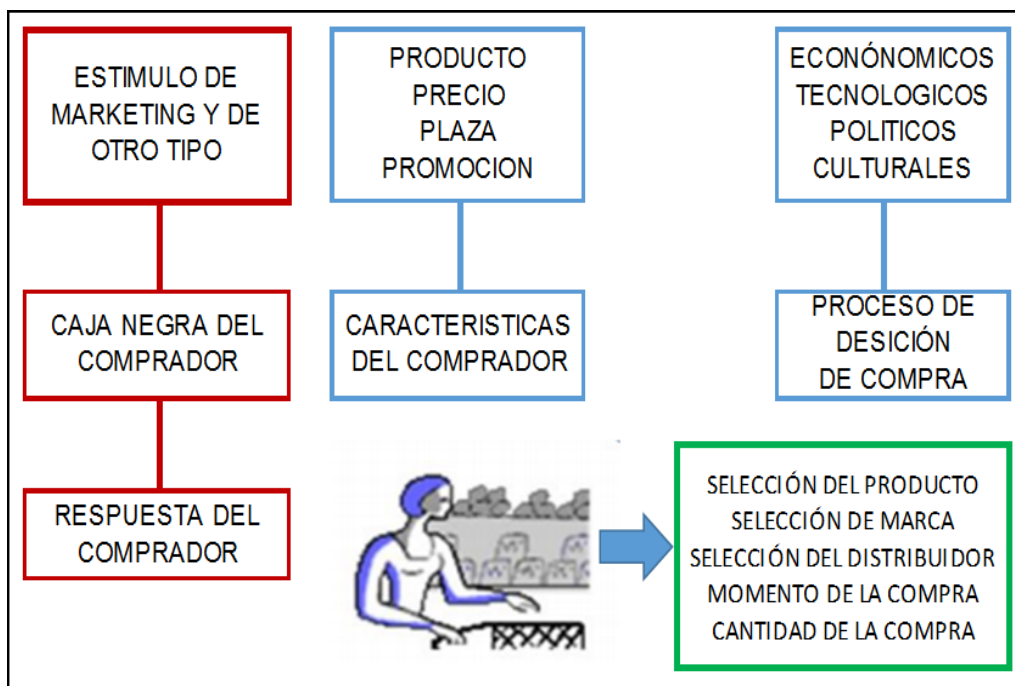 ESTIMULO DE
MARKETING Y DE
OTRO TIPO
PRODUCTO
PRECIO
PLAZA
PROMOCION
ECONÓNOMICOS
TECNOLOGICOS
POLITICOS
CULTURALES
CAJA NEGRA DEL
COMPRADOR
CARACTERISTICAS
DEL COMPRADOR
PROCESO DE
DESICIÓN
DE COMPRA
RESPUESTA DEL
COMPRADOR
SELECCIÓN DEL PRODUCTO
SELECCIÓN DE MARCA
SELECCIÓN DEL DISTRIBUIDOR
MOMENTO DE LA COMPRA
CANTIDAD DE LA COMPRA